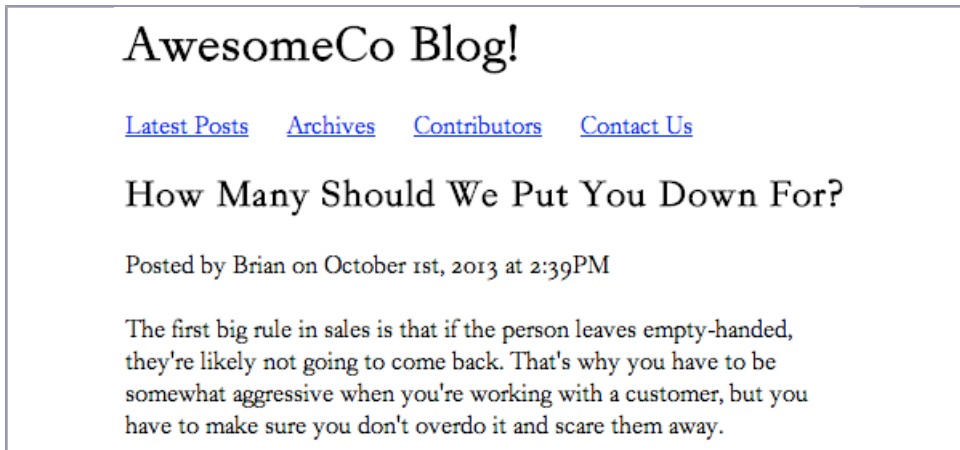 AwesomeCo Blog!
Latest Posts Archives Contributors Contact Us
How Many Should We Put You Down For?
Posted by Brian on October 1st, 2013 at 2:39PM
The first big rule in sales is that if the person leaves empty-handed,
they're likely not going to come back. That's why you have to be
somewhat aggressive when you're working with a customer, but you
have to make sure you don't overdo it and scare them away.